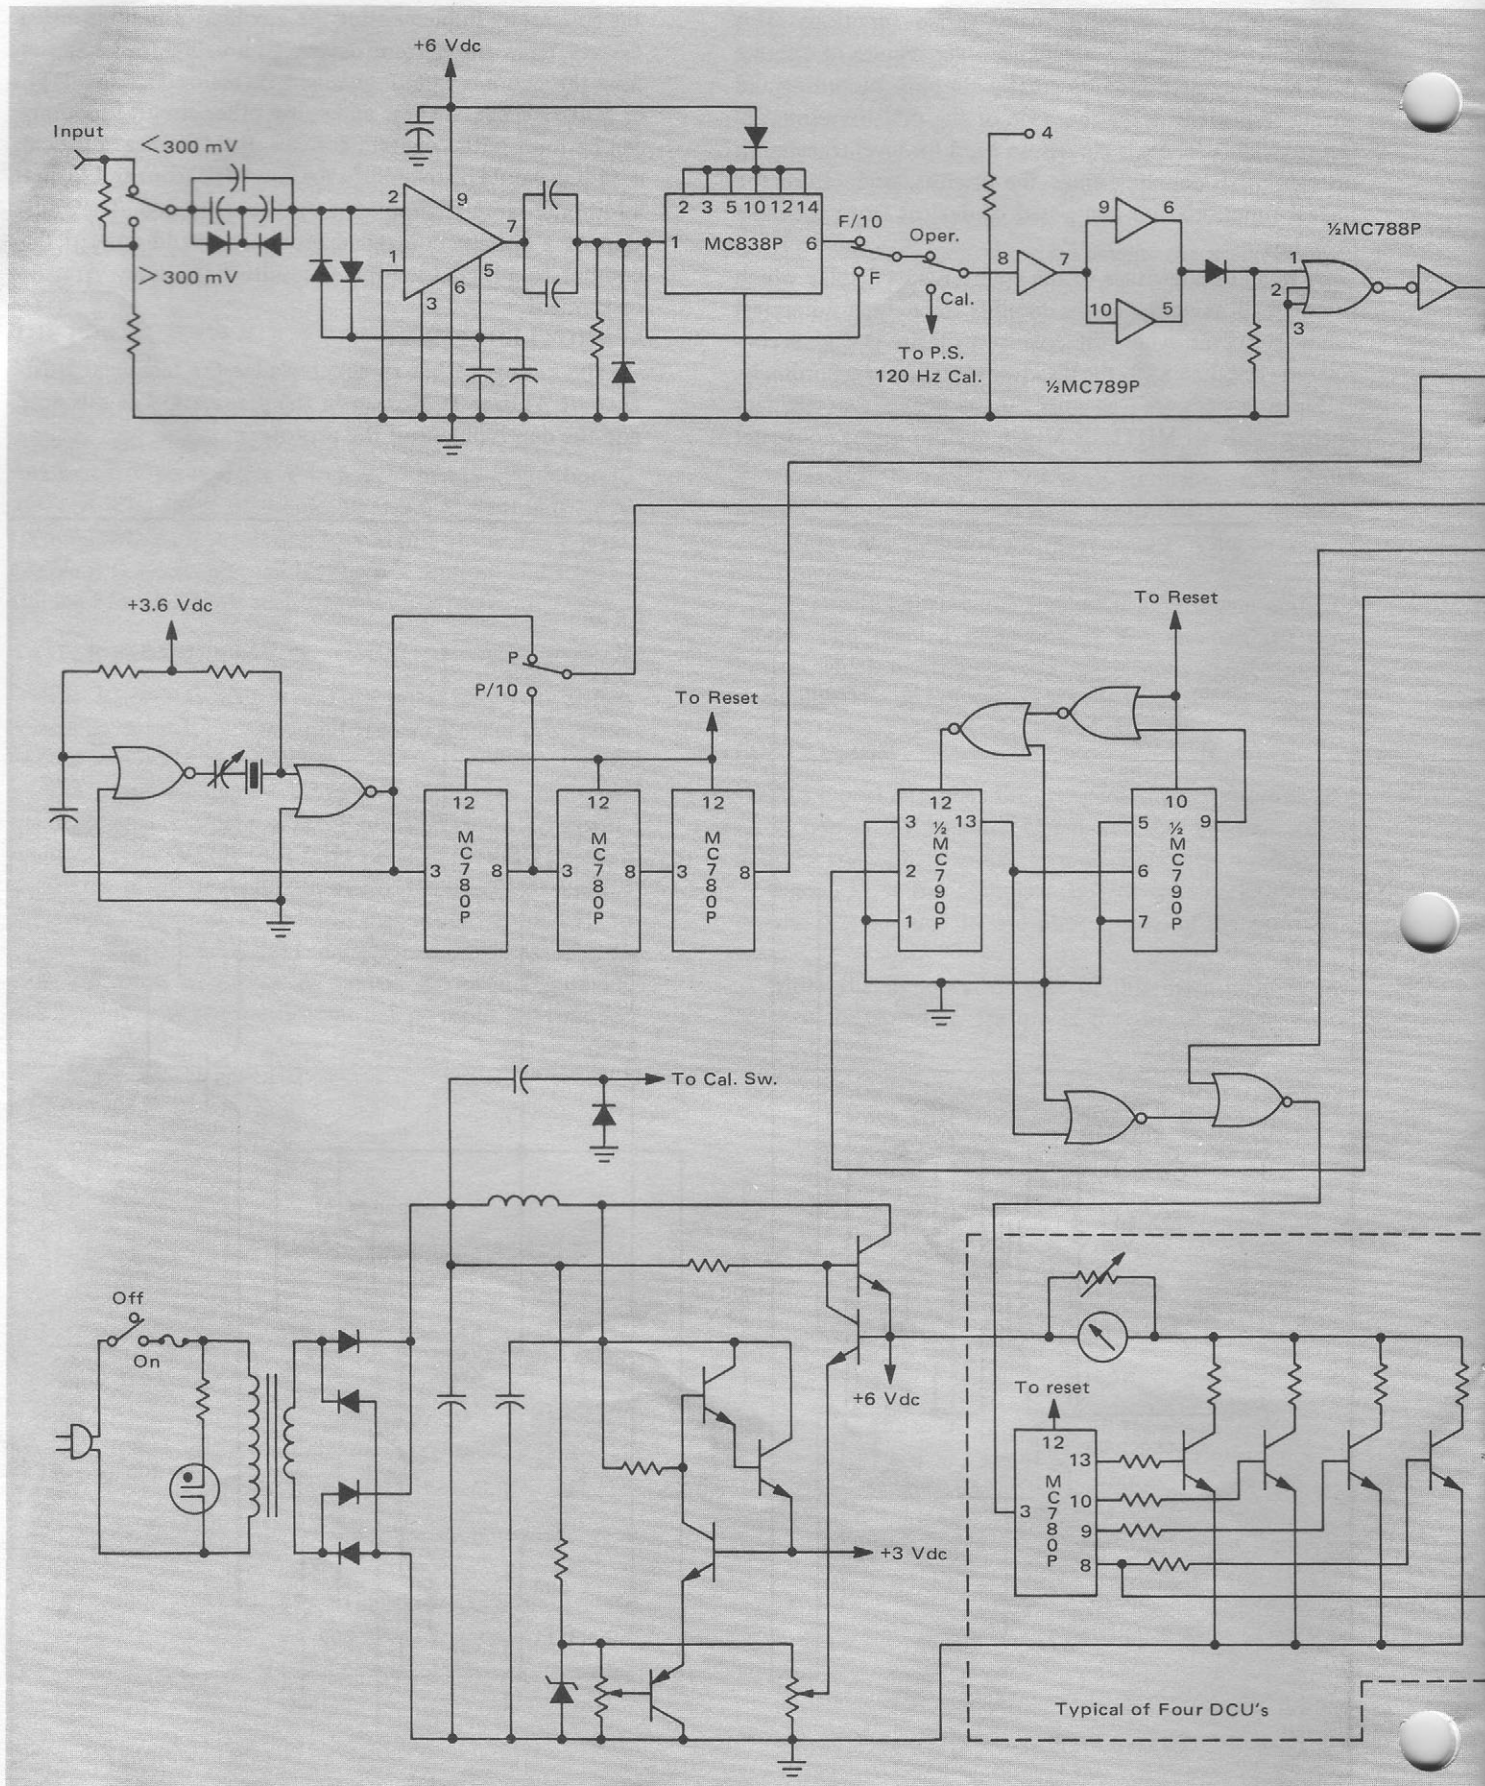 +6 Vdc
Input
<300 mV
>300 mV
2
9
7
1
5
6
3
2 3 5 10 12 14
1 MC838P 6
F/10
F
Oper.
Cal.
To P.S.
120 Hz Cal.
4
8
7
9
6
10
5
½MC789P
½MC788P
1
2
3
+3.6 Vdc
P
P/10
To Reset
12
3 MC780P 8
12
3 MC780P 8
12
3 MC780P 8
To Reset
12
3 13
2
1
½MC790P
10
5 9
6
7
½MC790P
To Cal. Sw.
Off
On
+6 Vdc
+3 Vdc
To reset
12
13
10
3
9
8
MC780P
Typical of Four DCU's